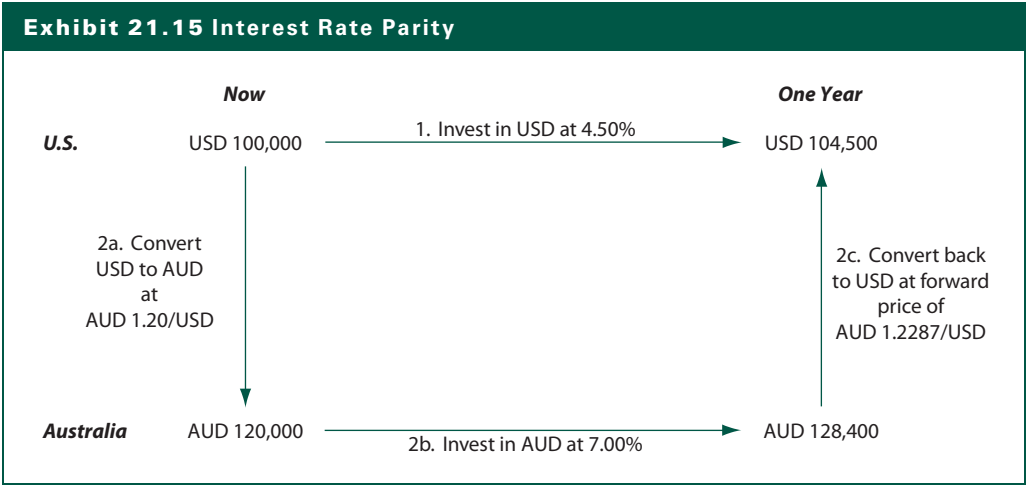 Exhibit 21.15 Interest Rate Parity
Now
One Year
U.S.
USD 100,000
1. Invest in USD at 4.50%
USD 104,500
2a. Convert
USD to AUD
at
AUD 1.20/USD
2c. Convert back
to USD at forward
price of
AUD 1.2287/USD
Australia
AUD 120,000
2b. Invest in AUD at 7.00%
AUD 128,400